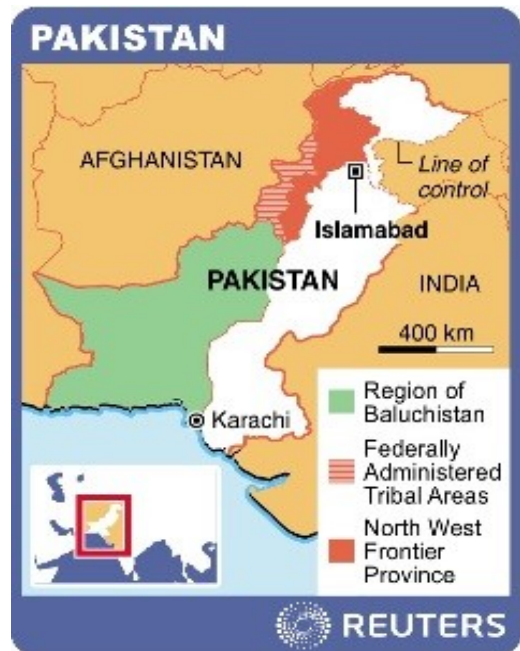 PAKISTAN
AFGHANISTAN
Line of
control
Islamabad
PAKISTAN
INDIA
400 km
Karachi
Region of
Baluchistan
Federally
Administered
Tribal Areas
North West
Frontier
Province
REUTERS